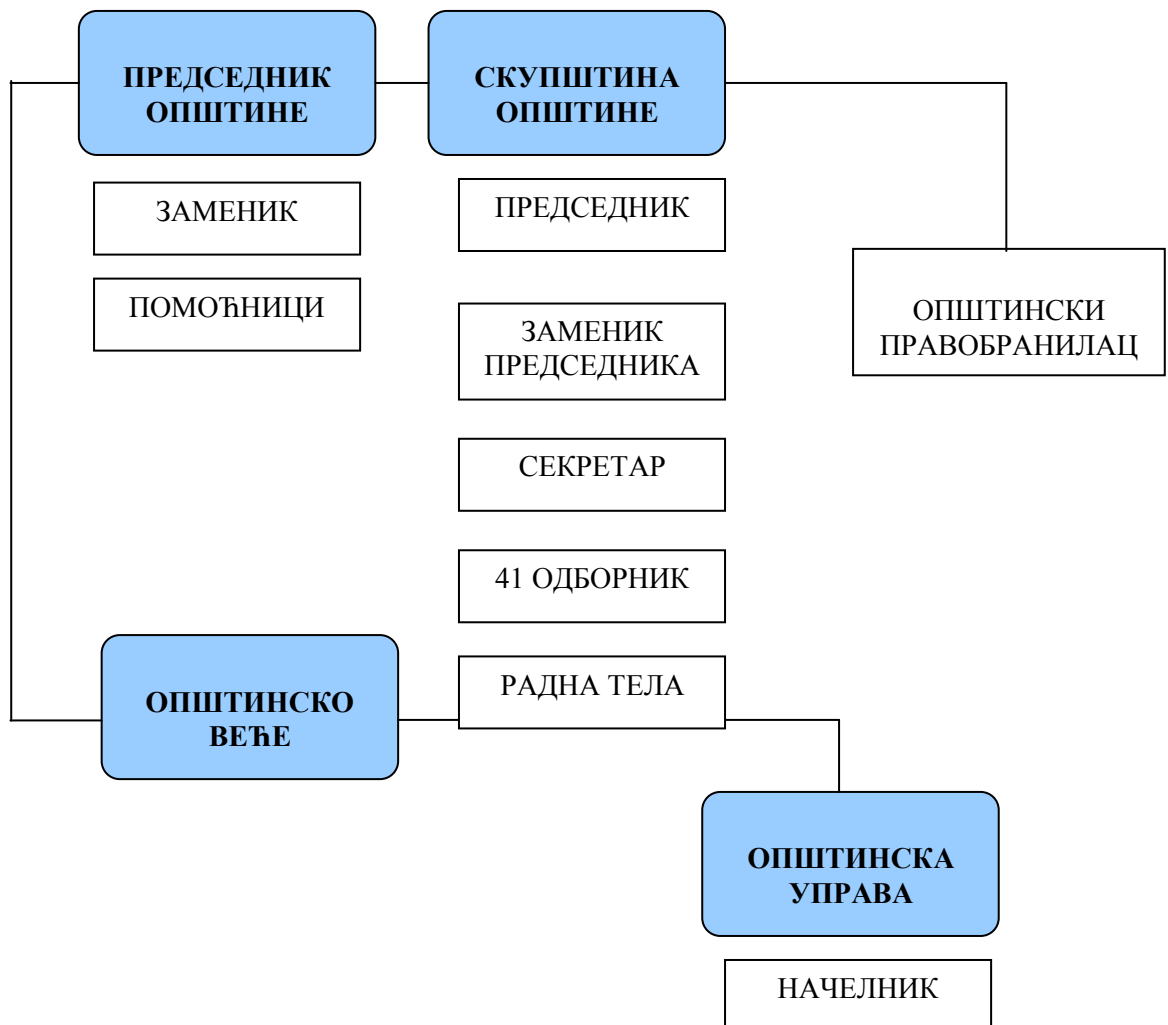 ПРЕДСЕДНИК
ОПШТИНЕ
СКУПШТИНА
ОПШТИНЕ
ЗАМЕНИК
ПОМОЋНИЦИ
ПРЕДСЕДНИК
ЗАМЕНИК
ПРЕДСЕДНИКА
СЕКРЕТАР
41 ОДБОРНИК
РАДНА ТЕЛА
ОПШТИНСКИ
ПРАВОБРАНИЛАЦ
ОПШТИНСКО
ВЕЋЕ
ОПШТИНСКА
УПРАВА
НАЧЕЛНИК